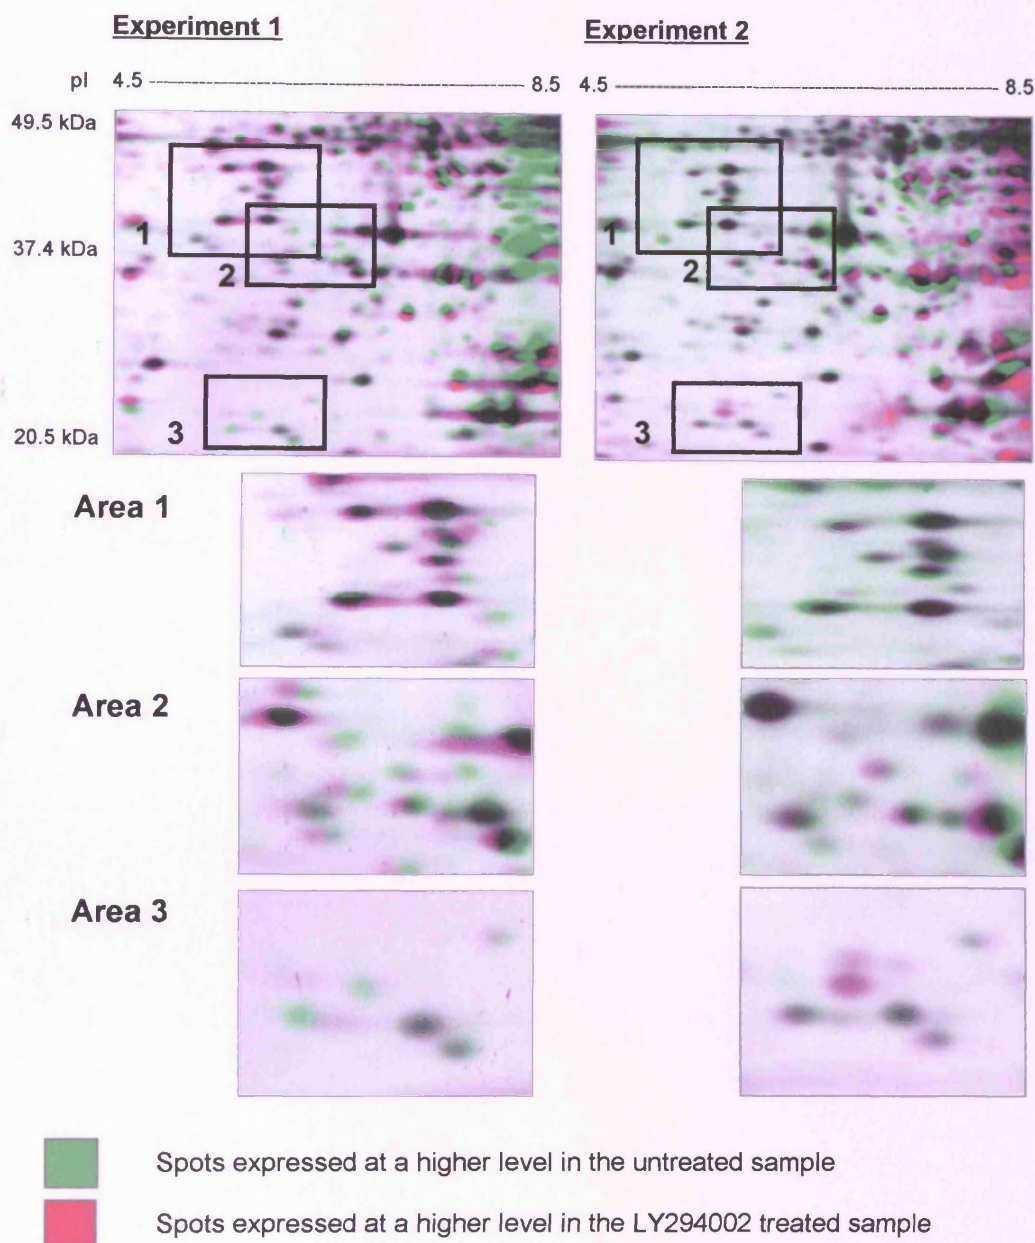 Experiment 1 Experiment 2
pI 4.5 ---------------------------------------- 8.5 4.5 ---------------------------------------- 8.5
49.5 kDa
1 1
37.4 kDa
2 2
3 3
20.5 kDa
Area 1
Area 2
Area 3
Spots expressed at a higher level in the untreated sample
Spots expressed at a higher level in the LY294002 treated sample